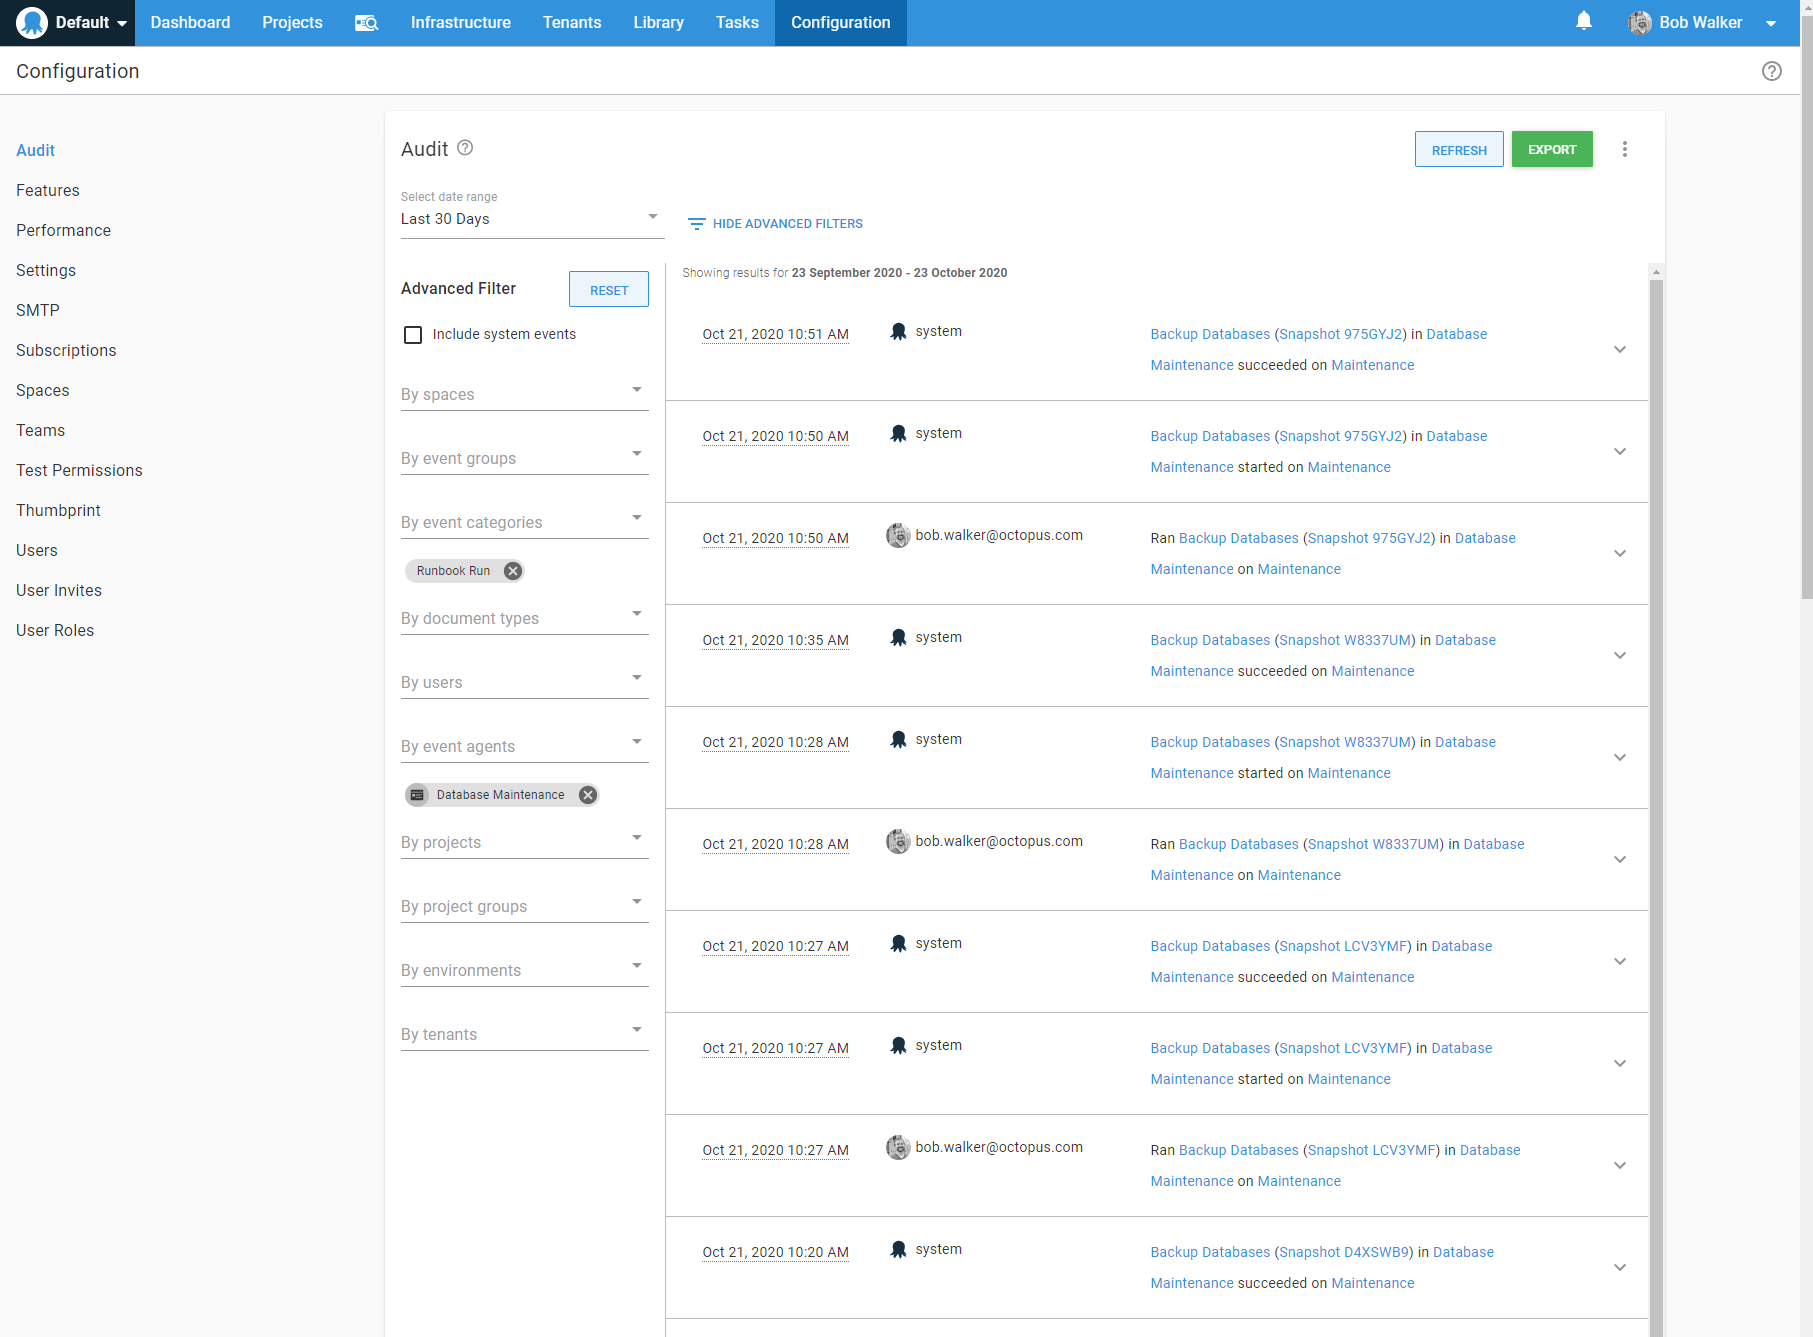 Default Dashboard Projects Infrastructure Tenants Library Tasks Configuration Bob Walker
Configuration
Audit
Features
Performance
Settings
SMTP
Subscriptions
Spaces
Teams
Test Permissions
Thumbprint
Users
User Invites
User Roles
Audit
REFRESH EXPORT
Select date range
Last 30 Days
HIDE ADVANCED FILTERS
Advanced Filter RESET
Include system events
By spaces
By event groups
By event categories
Runbook Run
By document types
By users
By event agents
Database Maintenance
By projects
By project groups
By environments
By tenants
Showing results for 23 September 2020 - 23 October 2020
Oct 21, 2020 10:51 AM system Backup Databases (Snapshot 975GYJ2) in Database
Maintenance succeeded on Maintenance
Oct 21, 2020 10:50 AM system Backup Databases (Snapshot 975GYJ2) in Database
Maintenance started on Maintenance
Oct 21, 2020 10:50 AM bob.walker@octopus.com Ran Backup Databases (Snapshot 975GYJ2) in Database
Maintenance on Maintenance
Oct 21, 2020 10:35 AM system Backup Databases (Snapshot W8337UM) in Database
Maintenance succeeded on Maintenance
Oct 21, 2020 10:28 AM system Backup Databases (Snapshot W8337UM) in Database
Maintenance started on Maintenance
Oct 21, 2020 10:28 AM bob.walker@octopus.com Ran Backup Databases (Snapshot W8337UM) in Database
Maintenance on Maintenance
Oct 21, 2020 10:27 AM system Backup Databases (Snapshot LCV3YMF) in Database
Maintenance succeeded on Maintenance
Oct 21, 2020 10:27 AM system Backup Databases (Snapshot LCV3YMF) in Database
Maintenance started on Maintenance
Oct 21, 2020 10:27 AM bob.walker@octopus.com Ran Backup Databases (Snapshot LCV3YMF) in Database
Maintenance on Maintenance
Oct 21, 2020 10:20 AM system Backup Databases (Snapshot D4XSWB9) in Database
Maintenance succeeded on Maintenance